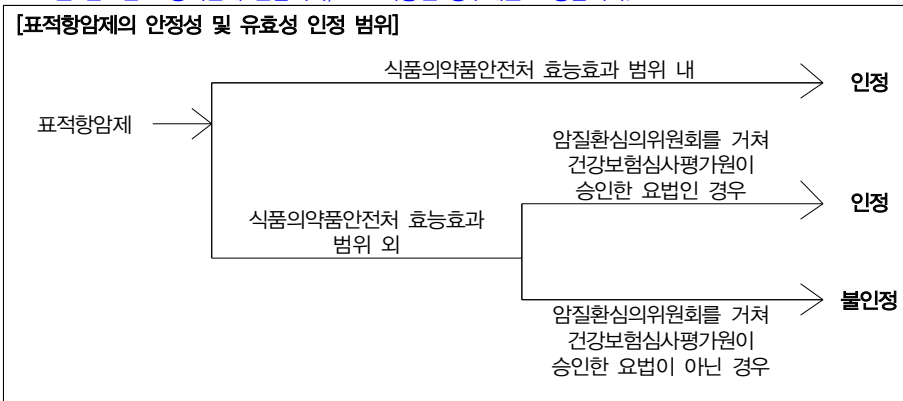 [표적항암제의 안정성 및 유효성 인정 범위]
식품의약품안전처 효능효과 범위 내
인정
표적항암제
암질환심의위원회를 거쳐
건강보험심사평가원이
승인한 요법인 경우
인정
식품의약품안전처 효능효과
범위 외
불인정
암질환심의위원회를 거쳐
건강보험심사평가원이
승인한 요법이 아닌 경우